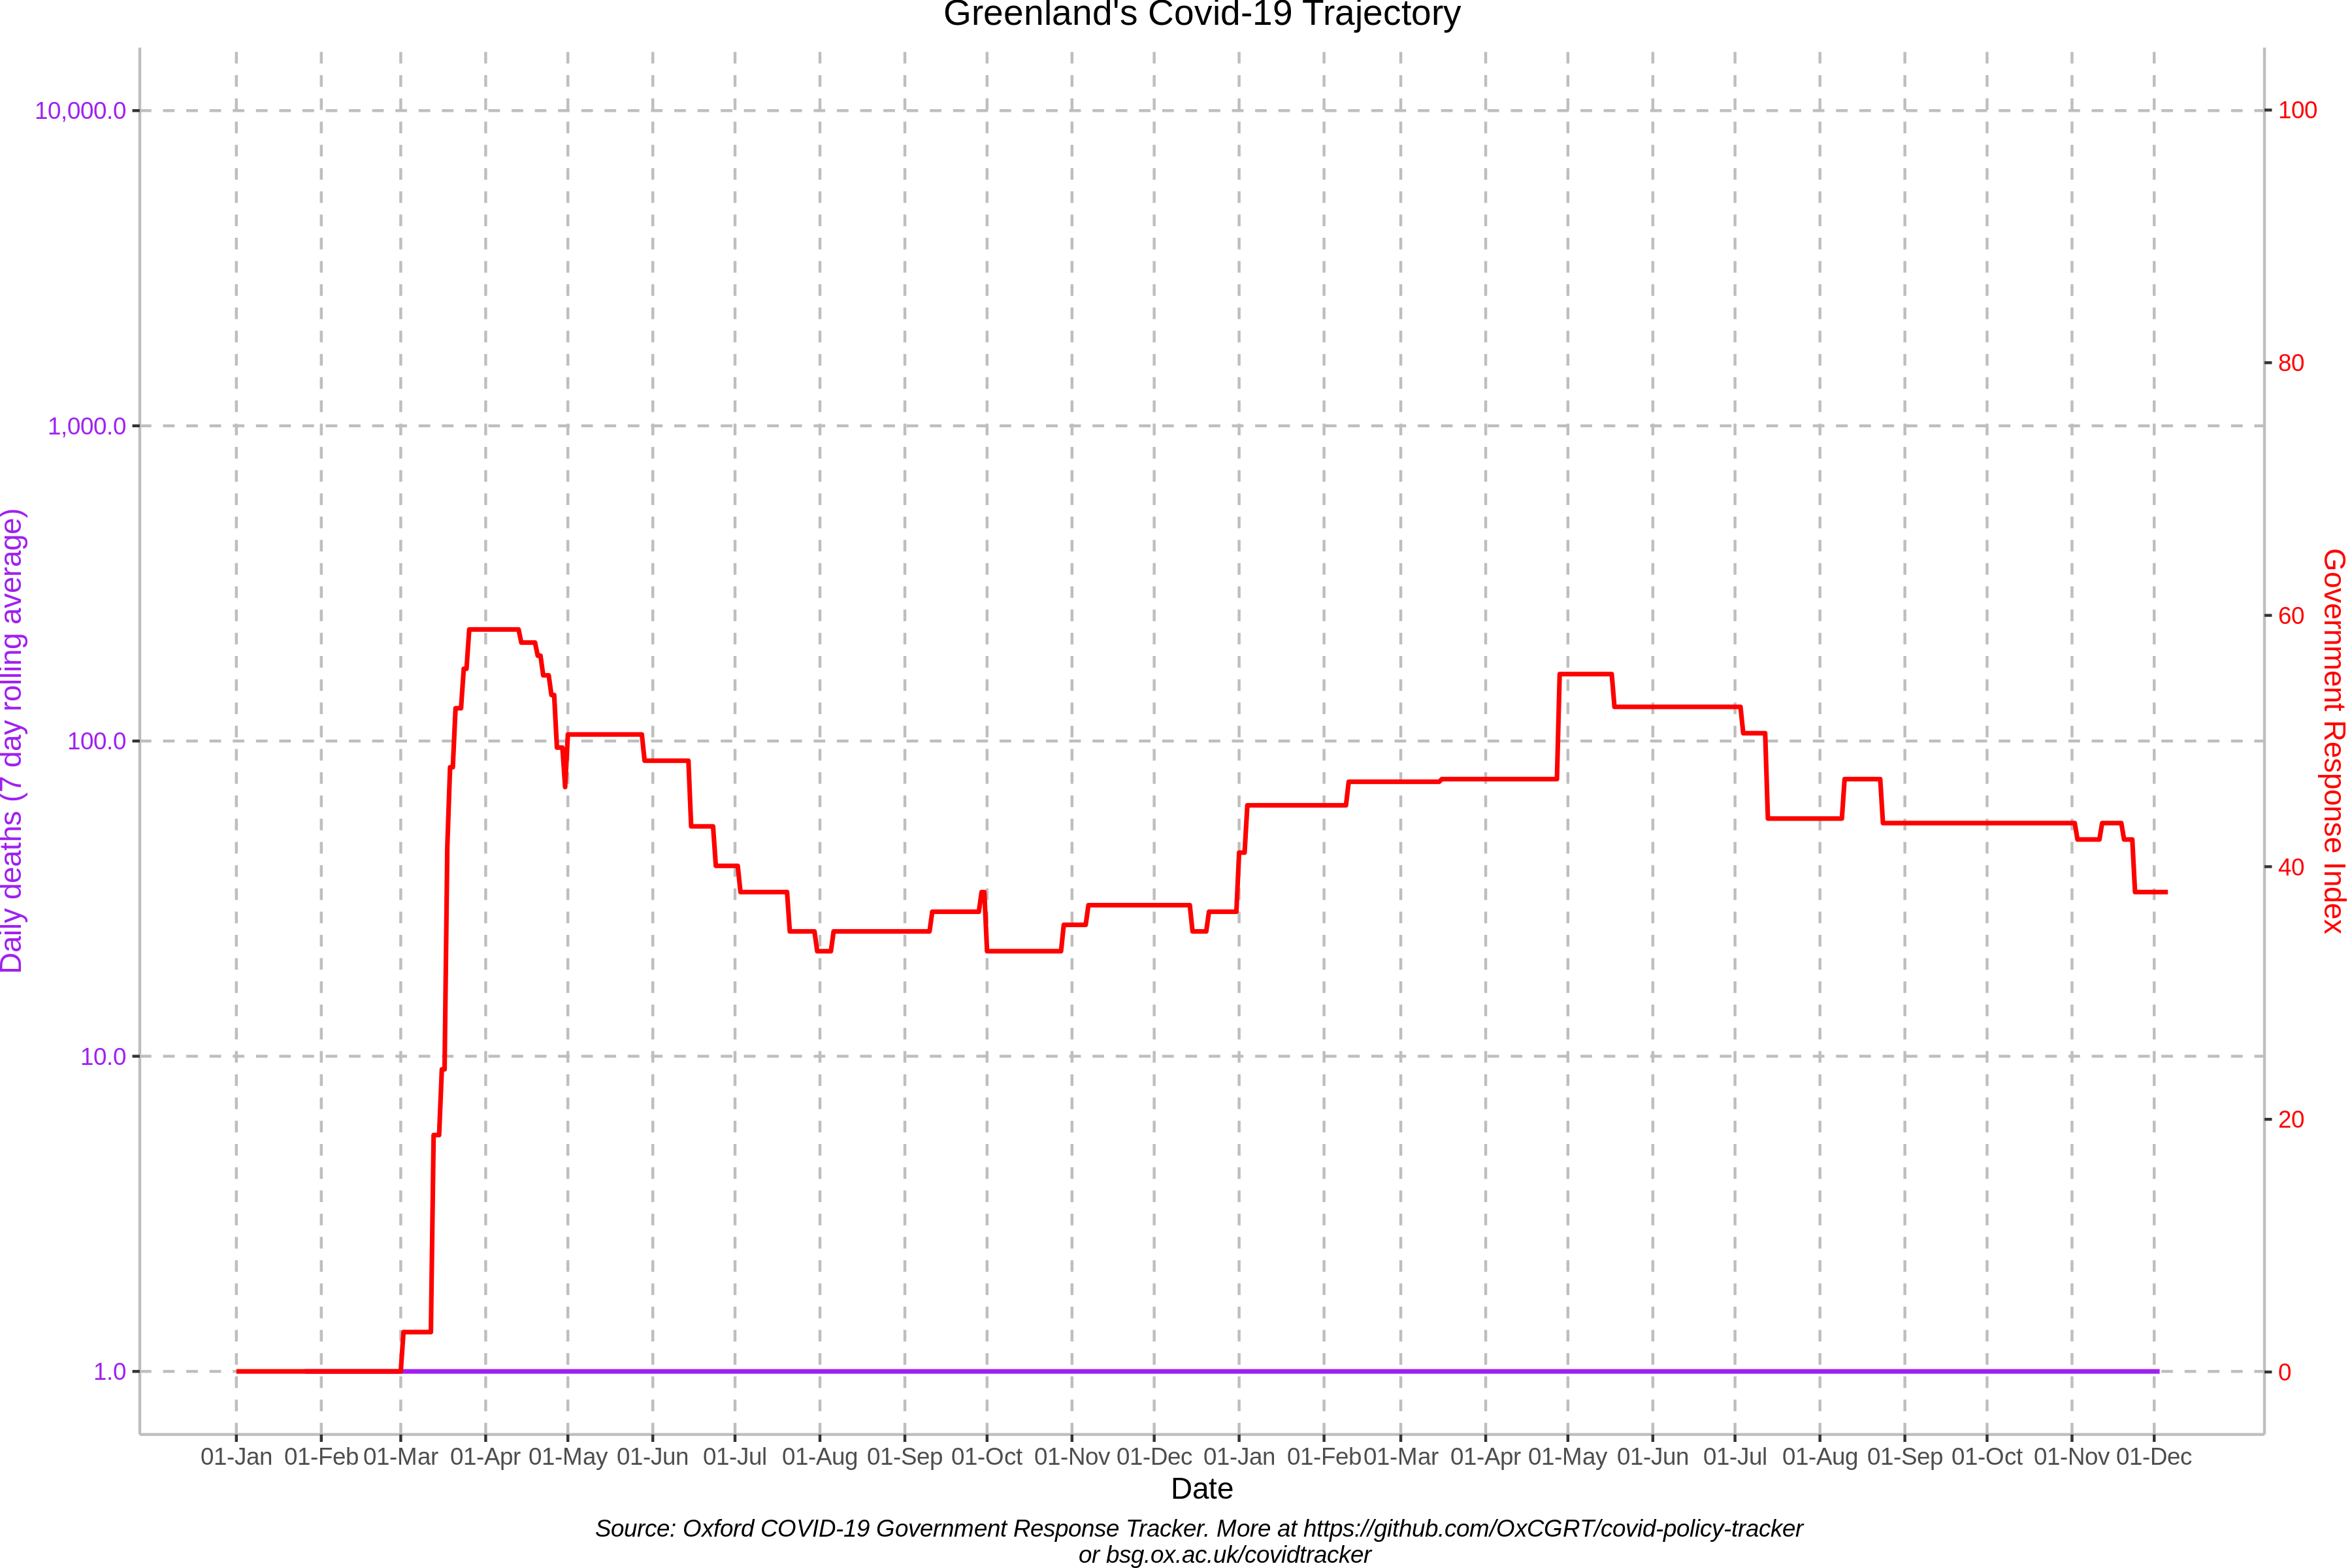 Greenland's Covid-19 Trajectory
10,000.0
1,000.0
100.0
10.0
1.0
Daily deaths (7 day rolling average)
100
80
60
40
20
0
Government Response Index
01-Jan 01-Feb 01-Mar 01-Apr 01-May 01-Jun 01-Jul 01-Aug 01-Sep 01-Oct 01-Nov 01-Dec 01-Jan 01-Feb 01-Mar 01-Apr 01-May 01-Jun 01-Jul 01-Aug 01-Sep 01-Oct 01-Nov 01-Dec
Date
Source: Oxford COVID-19 Government Response Tracker. More at https://github.com/OxCGRT/covid-policy-tracker
or bsg.ox.ac.uk/covidtracker